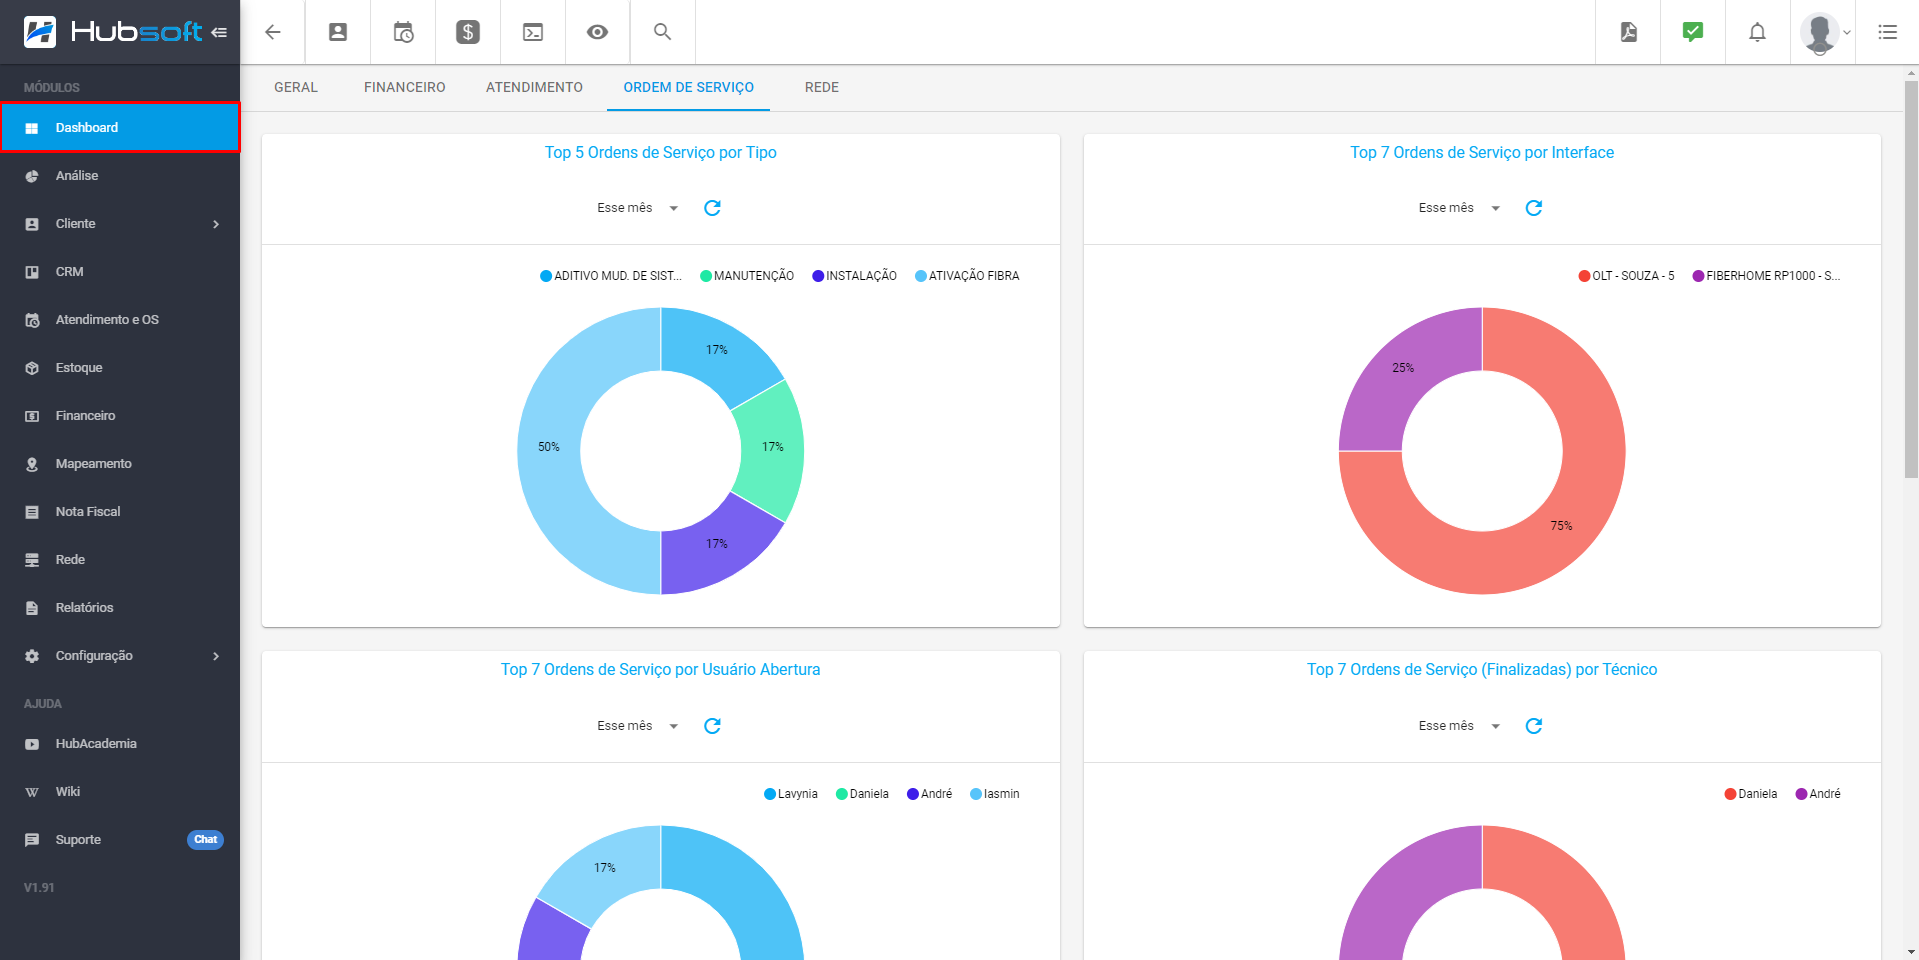 Hubsoft
MÓDULOS
Dashboard
Análise
Cliente
CRM
Atendimento e OS
Estoque
Financeiro
Mapeamento
Nota Fiscal
Rede
Relatórios
Configuração
AJUDA
HubAcademia
Wiki
Suporte Chat
V1.91
GERAL FINANCEIRO ATENDIMENTO ORDEM DE SERVIÇO REDE
Top 5 Ordens de Serviço por Tipo
Esse mês
ADITIVO MUD. DE SIST... MANUTENÇÃO INSTALAÇÃO ATIVAÇÃO FIBRA
17%
50%
17%
17%
Top 7 Ordens de Serviço por Interface
Esse mês
OLT - SOUZA - 5 FIBERHOME RP1000 - S...
25%
75%
Top 7 Ordens de Serviço por Usuário Abertura
Esse mês
Lavynia Daniela André Iasmin
17%
Top 7 Ordens de Serviço (Finalizadas) por Técnico
Esse mês
Daniela André